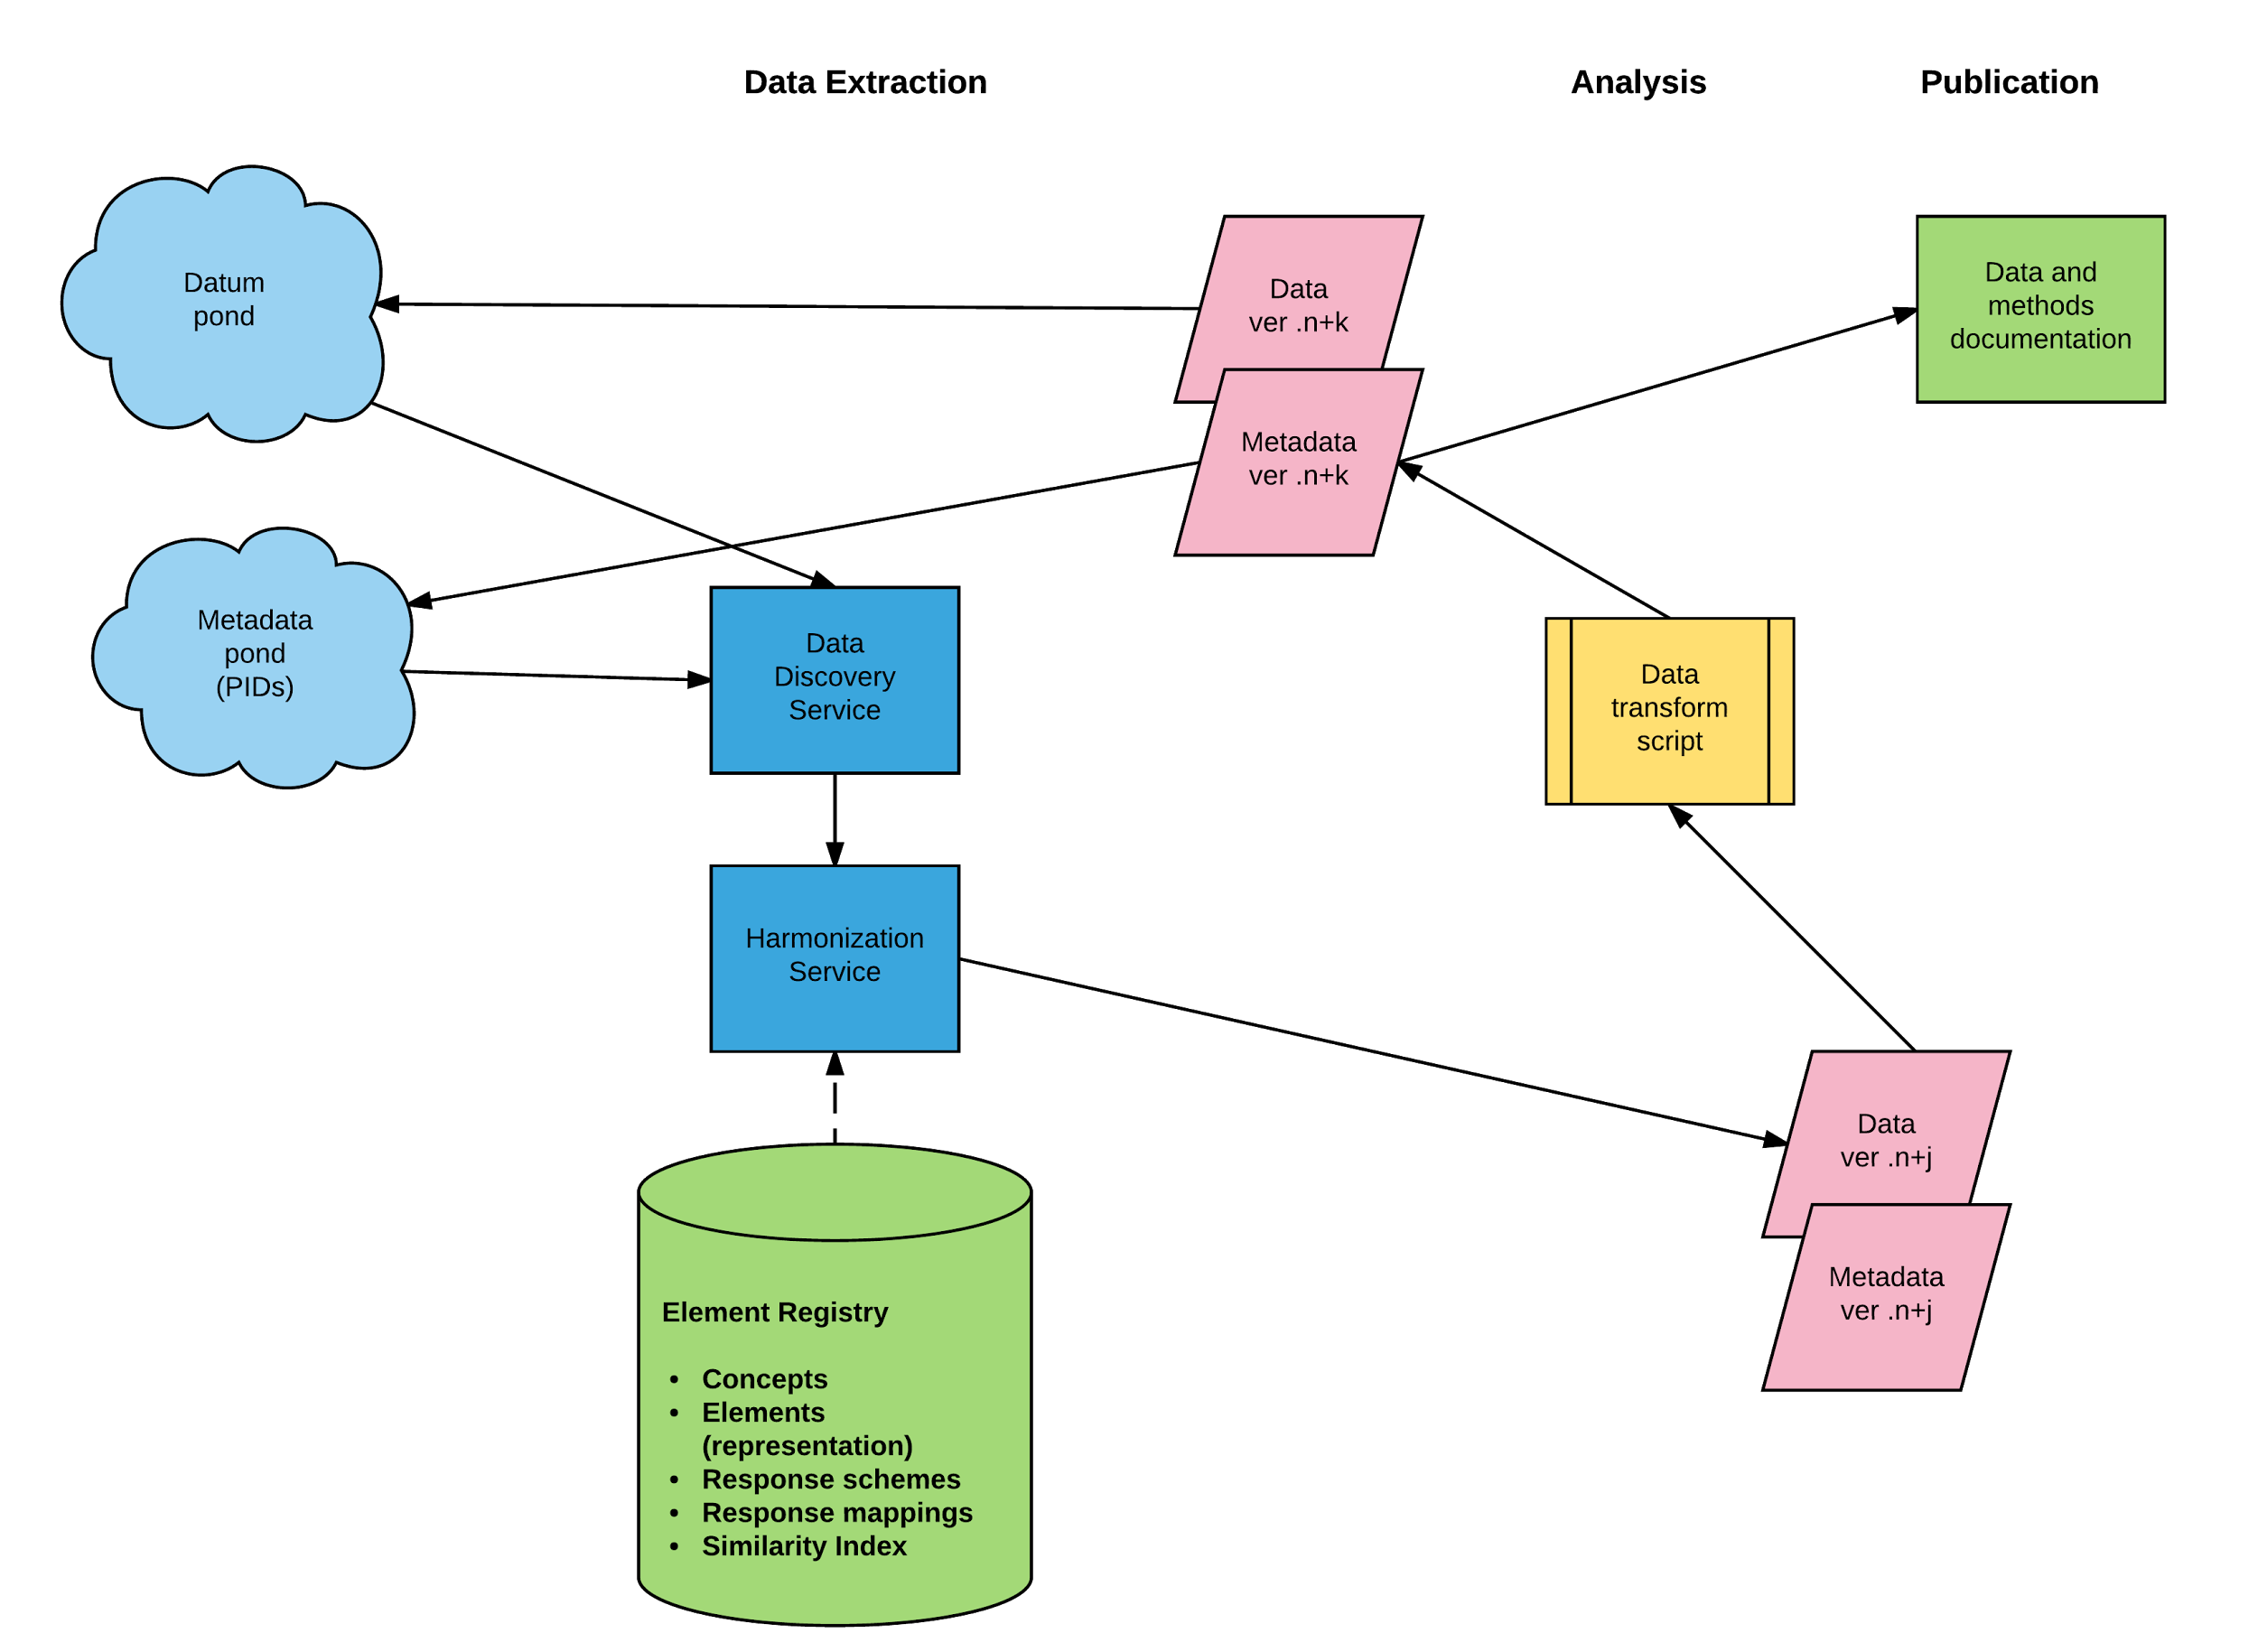 Data Extraction
Analysis
Publication
Datum
pond
Data
ver .n+k
Data and
methods
documentation
Metadata
ver .n+k
Metadata
pond
(PIDs)
Data
Discovery
Service
Data
transform
script
Harmonization
Service
Data
ver .n+j
Metadata
ver .n+j
Element Registry
• Concepts
• Elements
(representation)
• Response schemes
• Response mappings
• Similarity Index